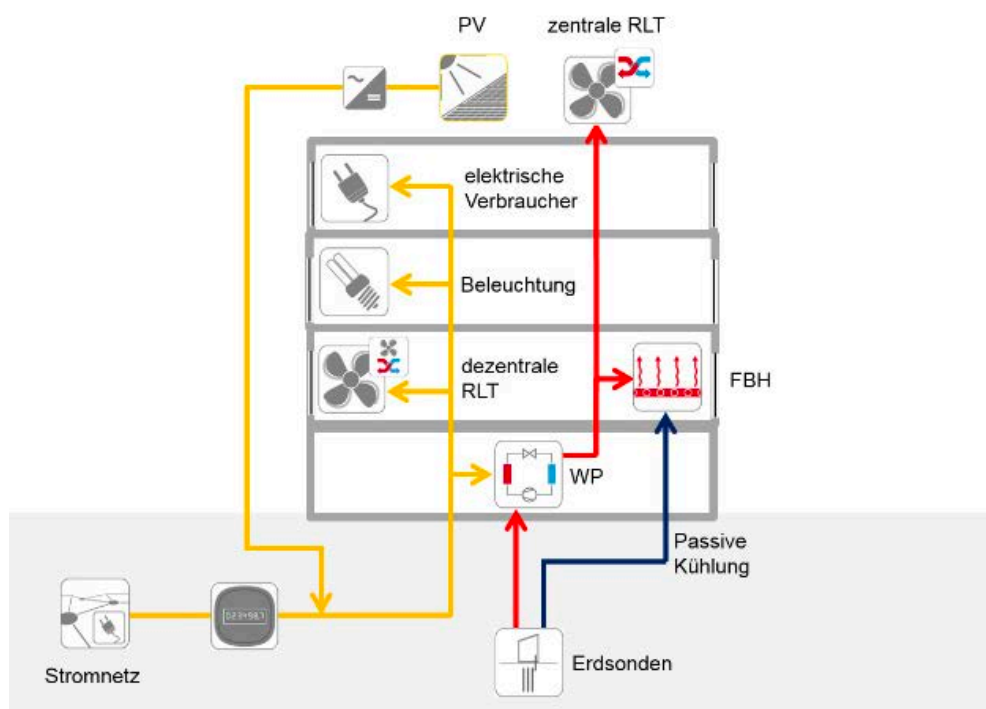 PV
zentrale RLT
elektrische
Verbraucher
Beleuchtung
dezentrale
RLT
FBH
WP
Passive
Kühlung
Stromnetz
Erdsonden